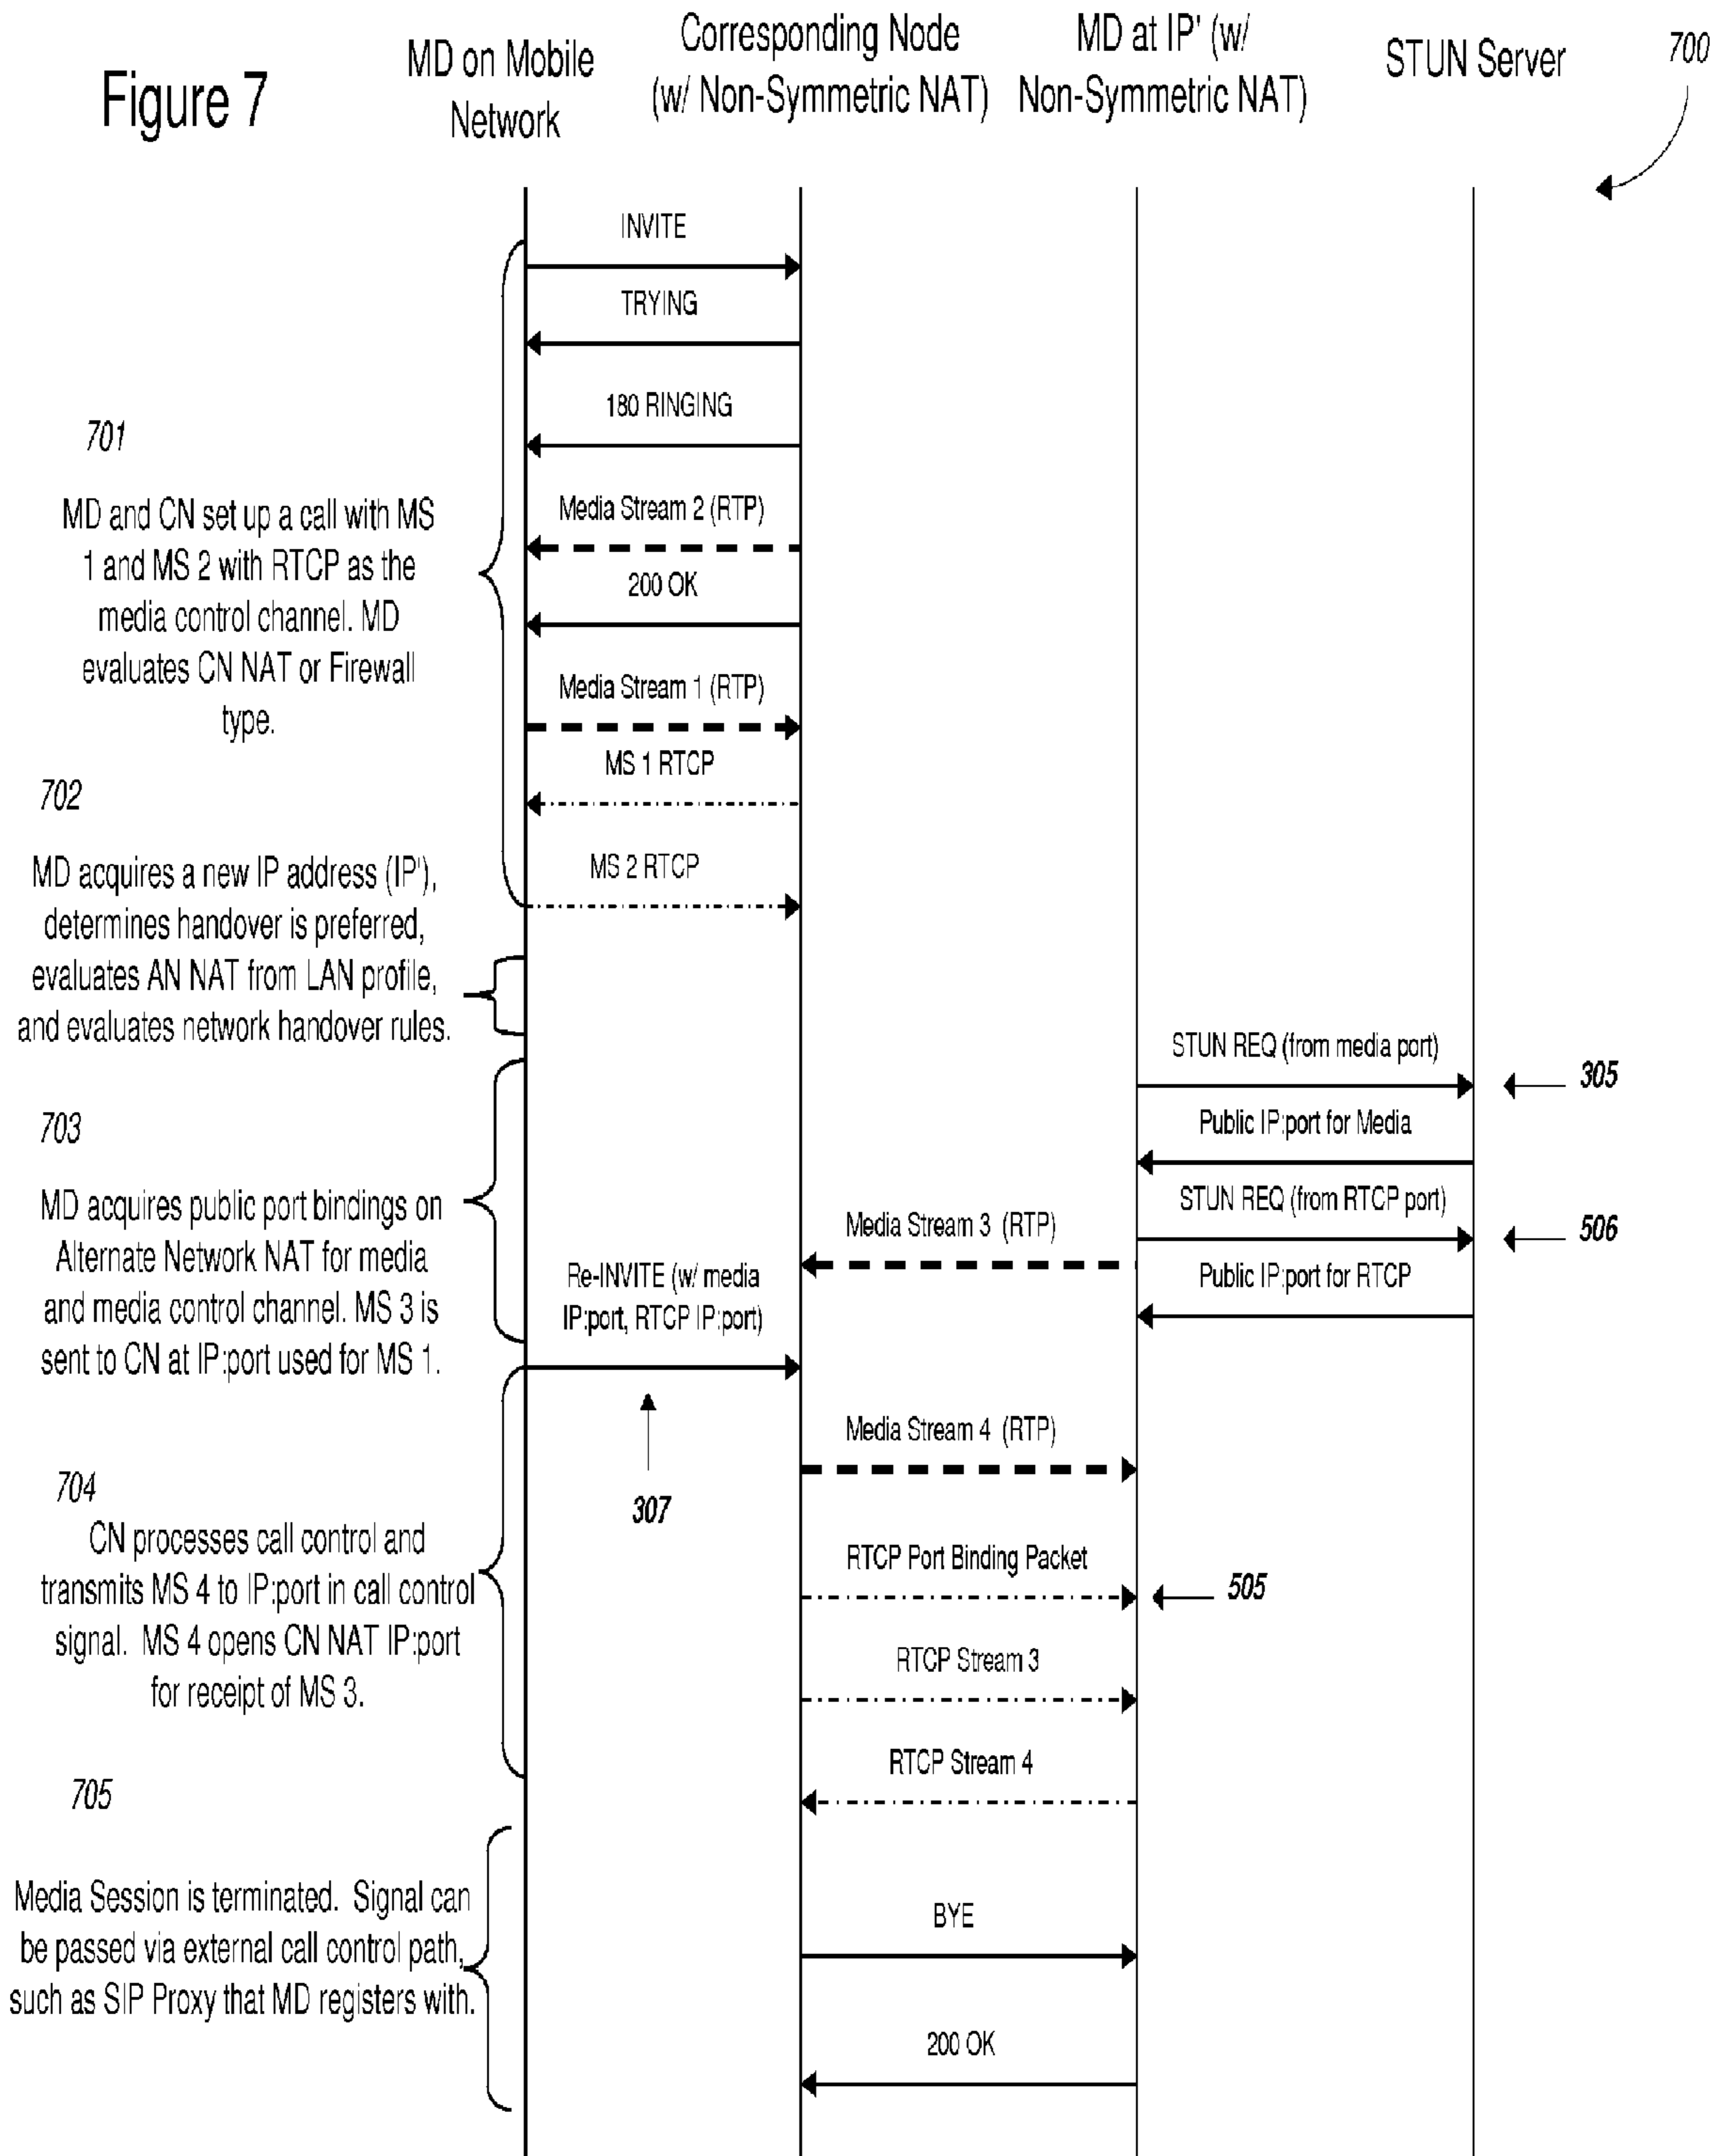 Figure 7
MD on Mobile
Network
Corresponding Node
(w/ Non-Symmetric NAT)
MD at IP' (w/
Non-Symmetric NAT)
STUN Server
700
INVITE
TRYING
180 RINGING
Media Stream 2 (RTP)
200 OK
Media Stream 1 (RTP)
MS 1 RTCP
MS 2 RTCP
701
MD and CN set up a call with MS
1 and MS 2 with RTCP as the
media control channel. MD
evaluates CN NAT or Firewall
type.
702
MD acquires a new IP address (IP'),
determines handover is preferred,
evaluates AN NAT from LAN profile,
and evaluates network handover rules.
STUN REQ (from media port)
305
Public IP:port for Media
STUN REQ (from RTCP port)
506
Public IP:port for RTCP
703
MD acquires public port bindings on
Alternate Network NAT for media
and media control channel. MS 3 is
sent to CN at IP:port used for MS 1.
Media Stream 3 (RTP)
Re-INVITE (w/ media
IP:port, RTCP IP:port)
307
Media Stream 4 (RTP)
704
CN processes call control and
transmits MS 4 to IP:port in call control
signal. MS 4 opens CN NAT IP:port
for receipt of MS 3.
RTCP Port Binding Packet
505
RTCP Stream 3
RTCP Stream 4
705
Media Session is terminated. Signal can
be passed via external call control path,
such as SIP Proxy that MD registers with.
BYE
200 OK